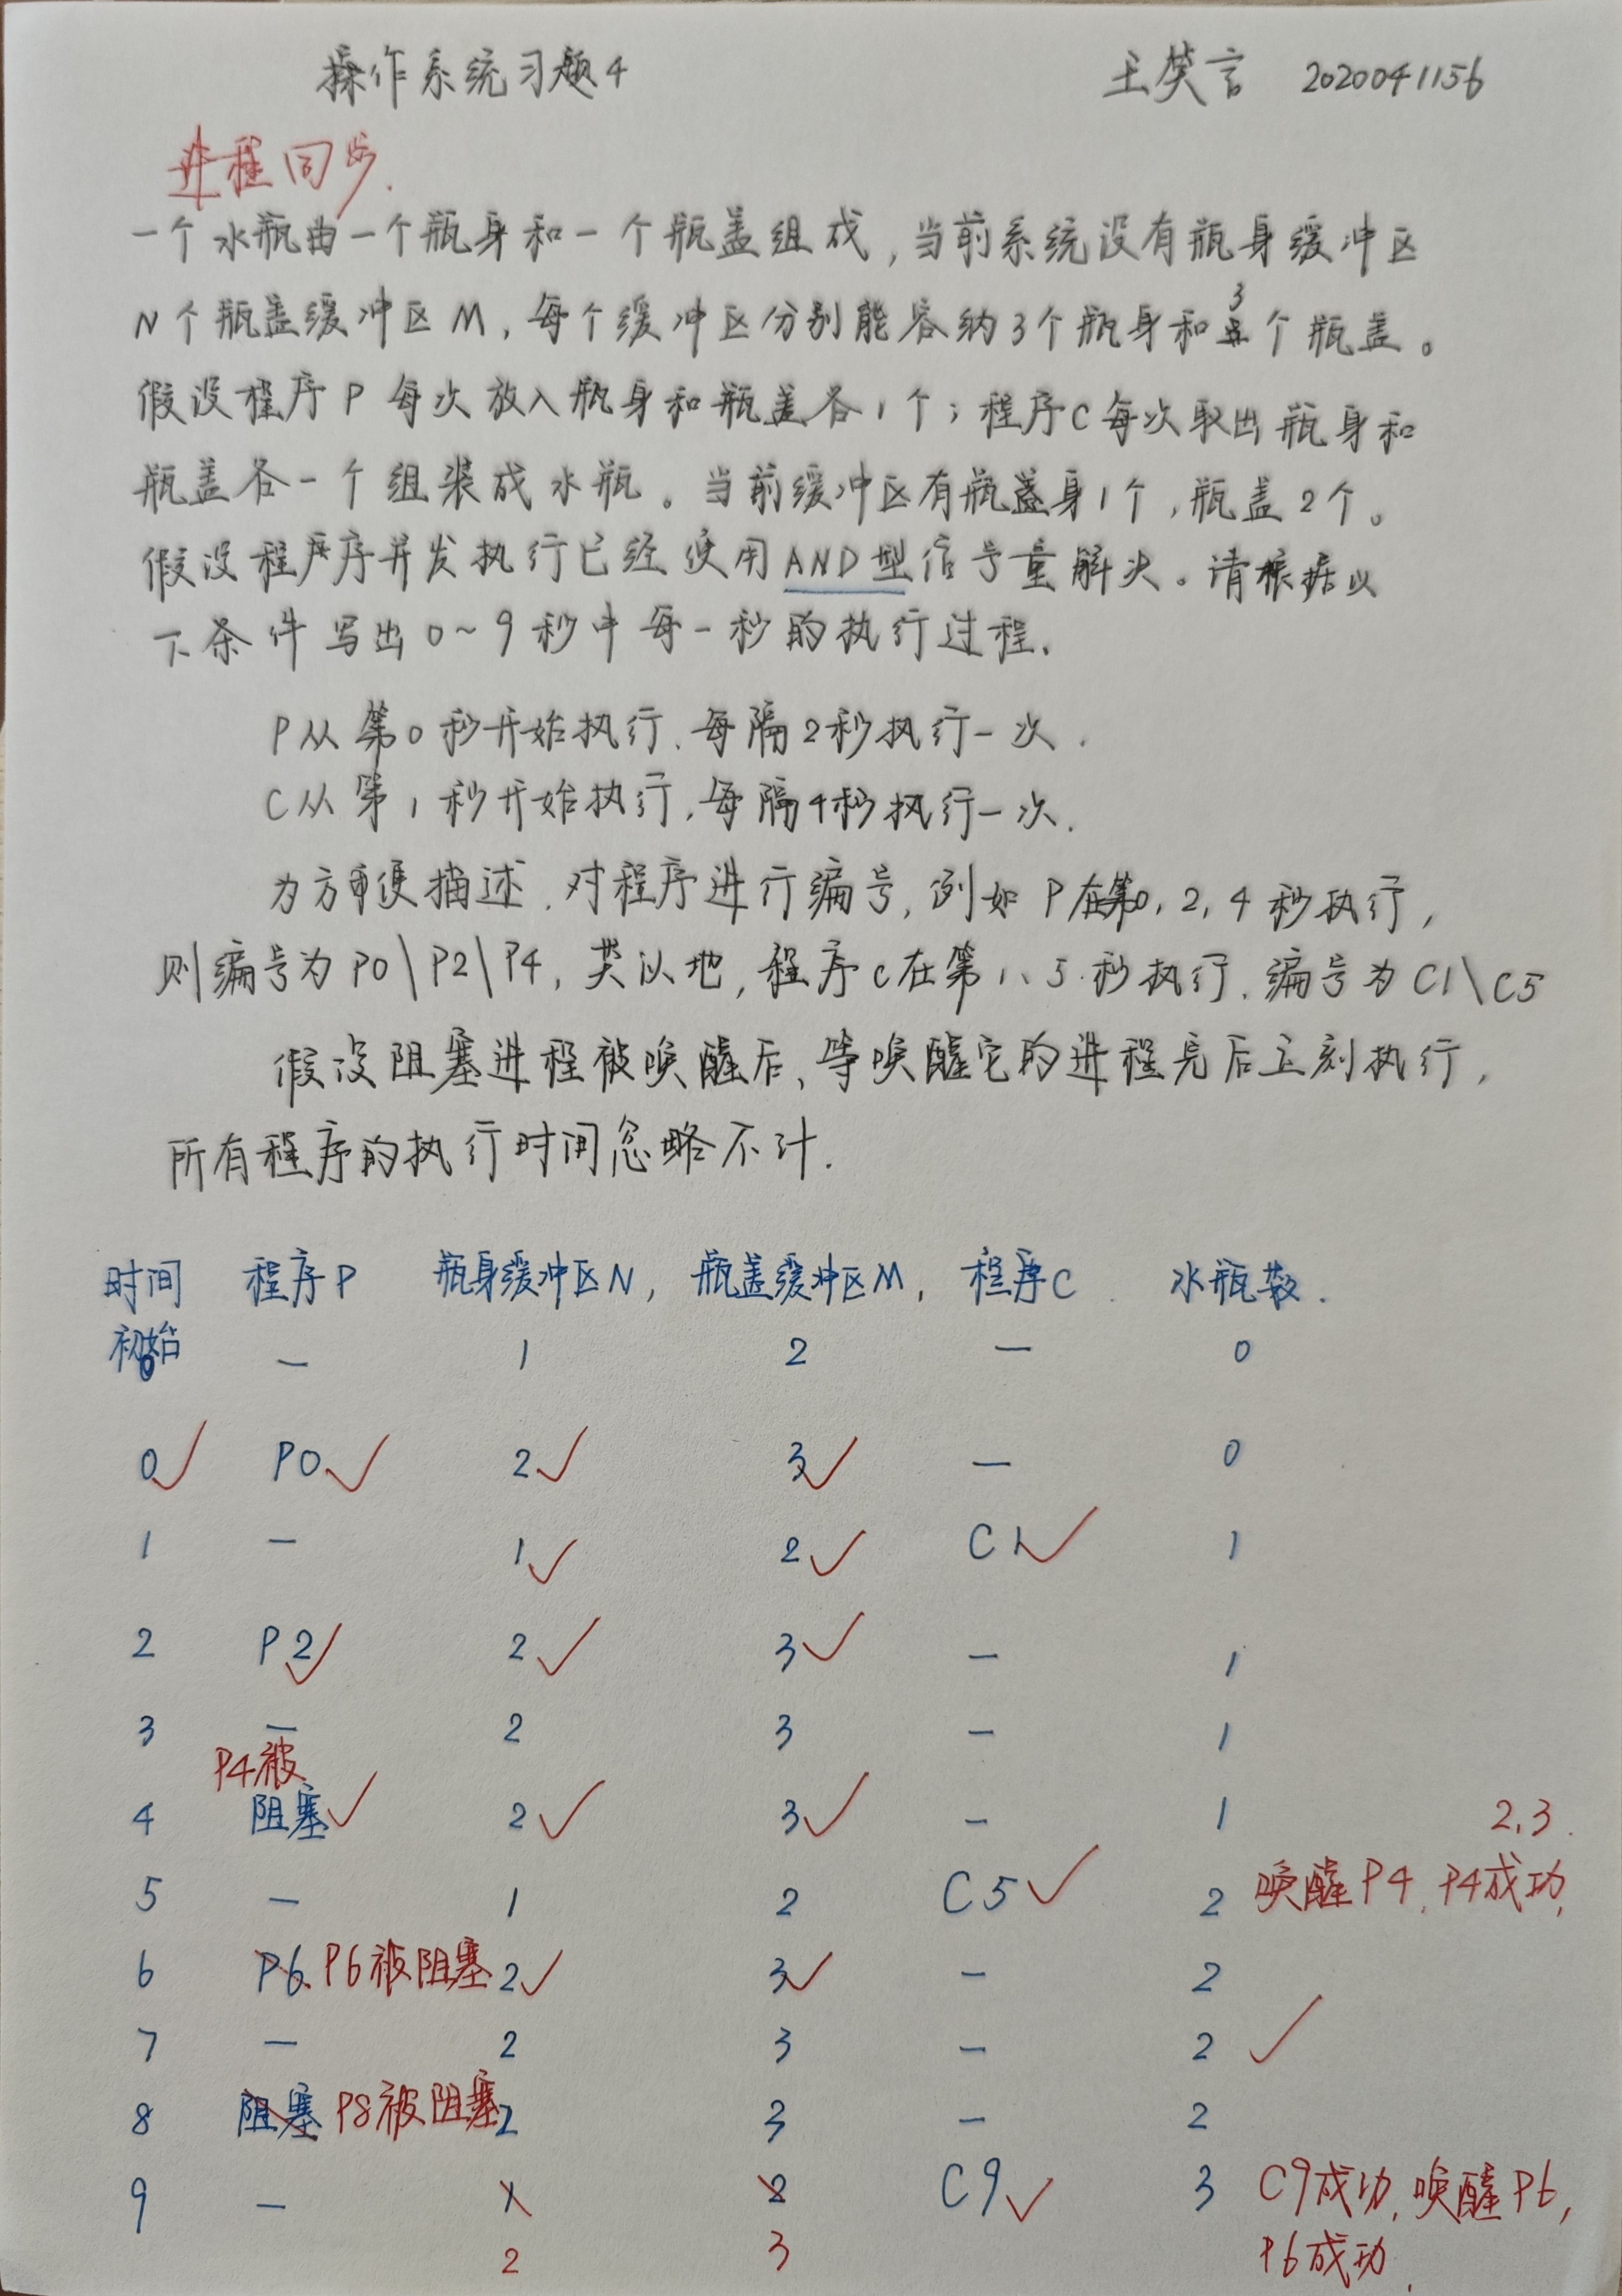 操作系统习题4 王笑言 2020041156
进程同步.
一个水瓶由一个瓶身和一个瓶盖组成,当前系统设有瓶身缓冲区
N个瓶盖缓冲区M,每个缓冲区分别能容纳3个瓶身和3个瓶盖。
假设程序P每次放入瓶身和瓶盖各1个;程序C每次取出瓶身和
瓶盖各一个组装成水瓶。当前缓冲区有瓶身1个,瓶盖2个。
假设程序并发执行已经使用AND型信号量解决。请根据以
下条件写出0~9秒中每一秒的执行过程.
P从第0秒开始执行、每隔2秒执行一次.
C从第1秒开始执行,每隔4秒执行一次.
为方便描述.对程序进行编号,例如P在第0,2,4秒执行,
则编号为P0\P2\P4,类似地,程序C在第1、5秒执行.编号为C1\C5
假设阻塞进程被唤醒后、等唤醒它的进程完后立刻执行,
所有程序的执行时间忽略不计.
时间 程序P 瓶身缓冲区N, 瓶盖缓冲区M, 程序C. 水瓶数.
初始 — 1 2 — 0
0 P0 2 3 — 0
1 — 1 2 C1 1
2 P2 2 3 — 1
3 — 2 3 — 1
P4被
4 阻塞 2 3 — 1 2,3.
5 — 1 2 C5 2 唤醒P4.P4成功,
6 P6. P6被阻塞 2 3 — 2
7 — 2 3 — 2
8 阻塞 P8被阻塞 2 3 — 2
9 — 1 2 C9 3 C9成功,唤醒P6,
2 3 P6成功.